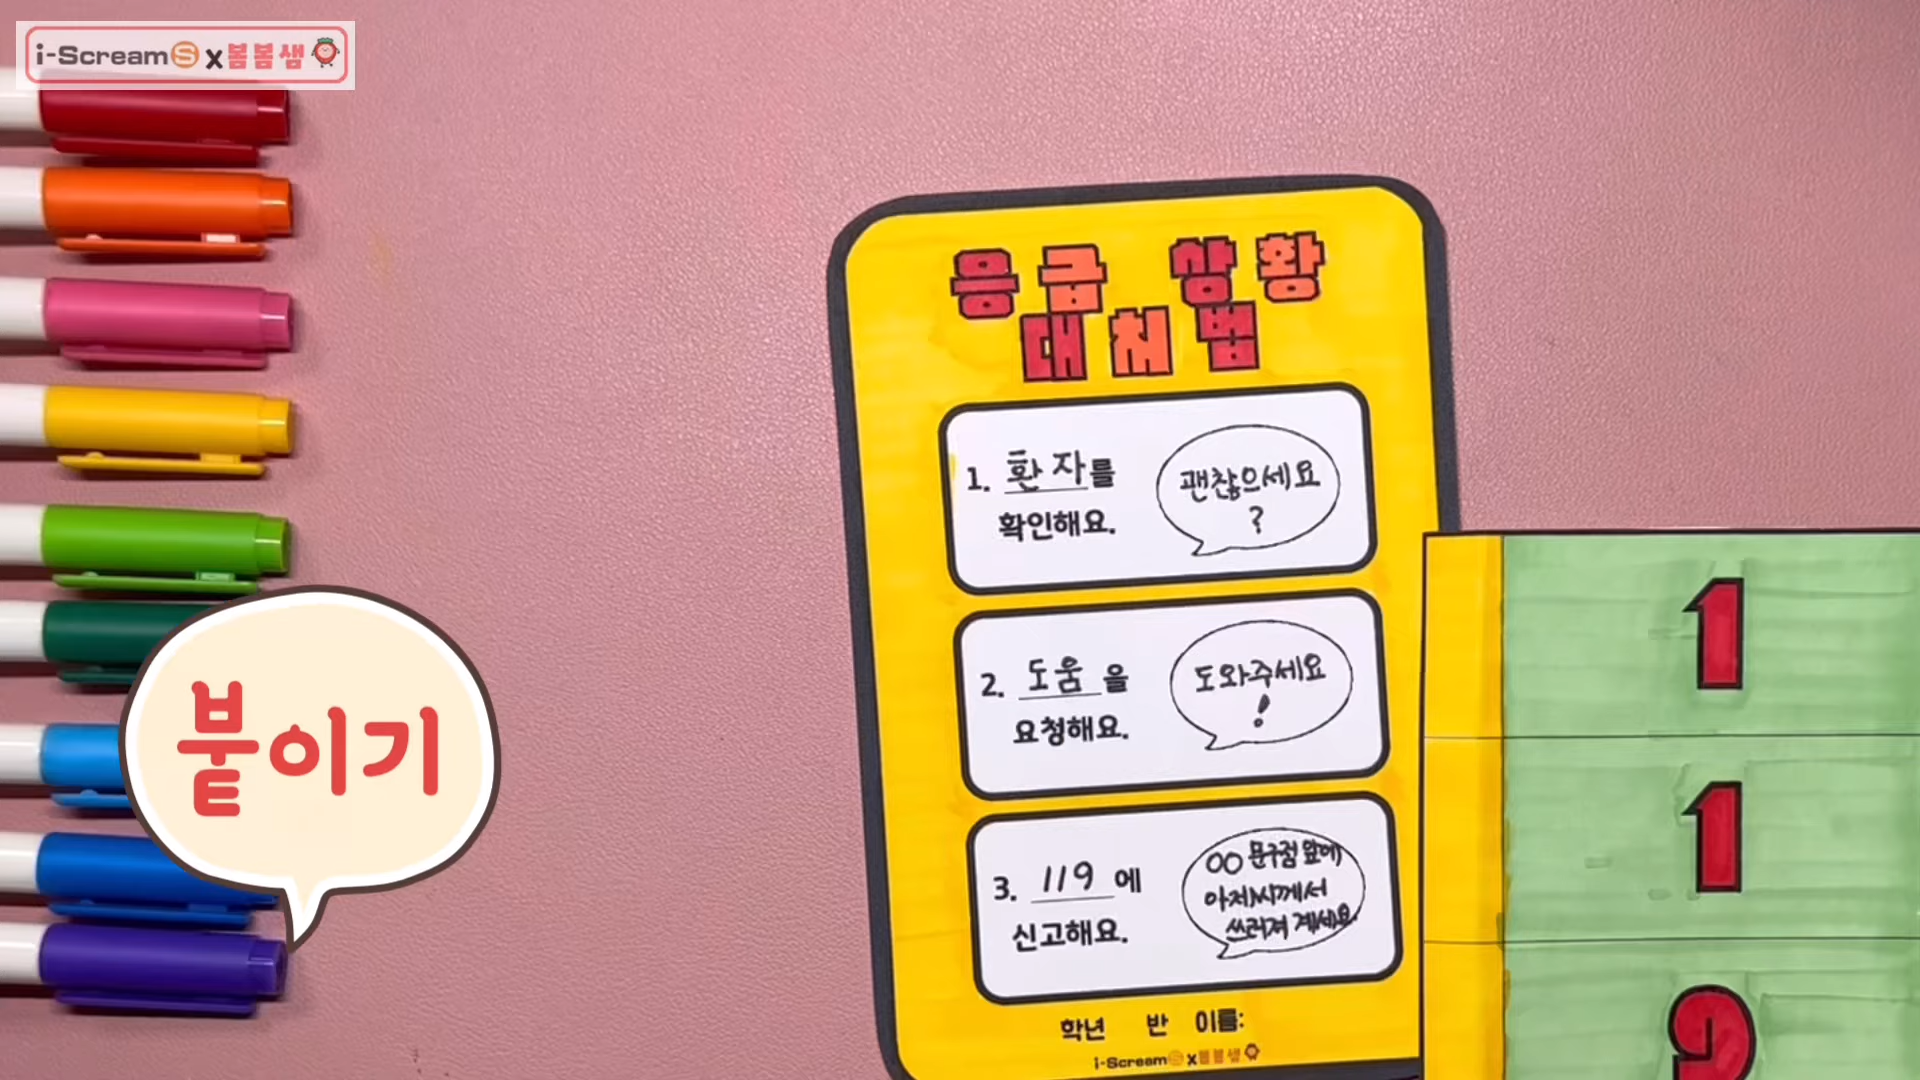 i-Scream S x 봄봄쌤
응급 상황
대처법
1. 환자를
확인해요.
괜찮으세요
?
2. 도움을
요청해요.
도와주세요
!
3. 119에
신고해요.
OO 문구점 앞에
아저씨께서
쓰러져 계세요.
학년 반 이름:
i-Scream S x 봄봄쌤
1
1
9
붙이기